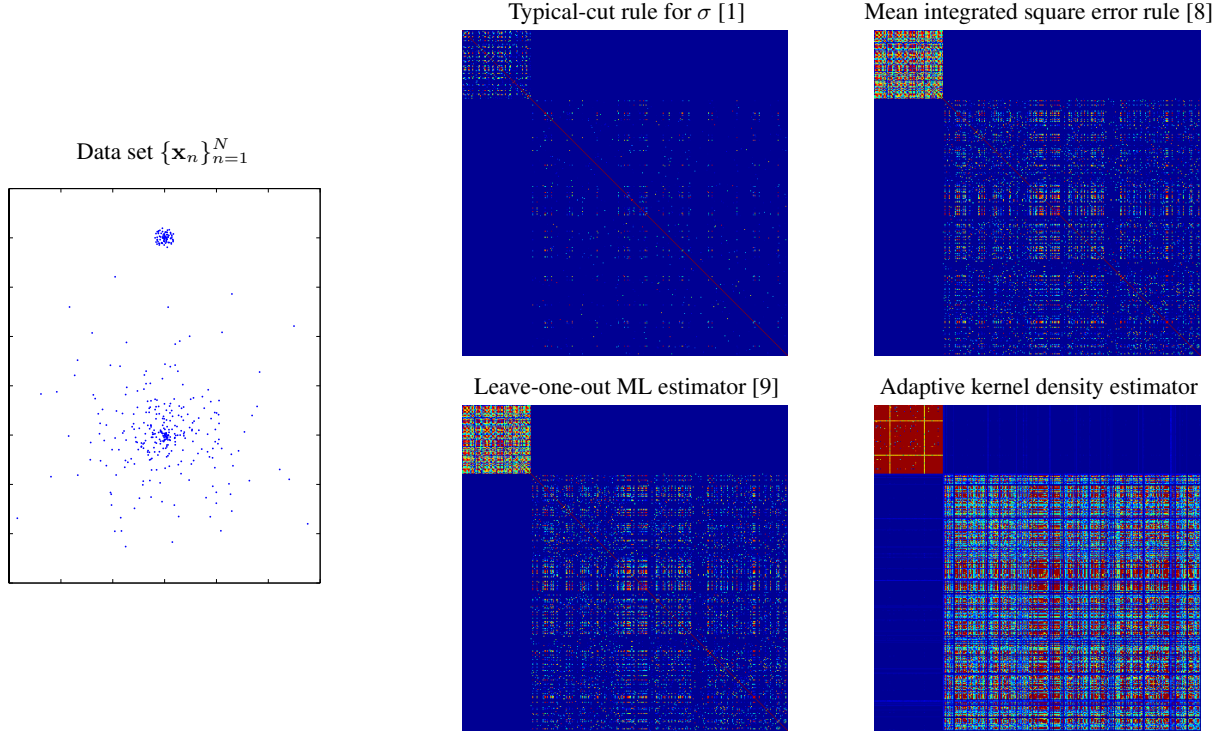 Typical-cut rule for σ [1]
Mean integrated square error rule [8]
Data set {x_n}_{n=1}^N
Leave-one-out ML estimator [9]
Adaptive kernel density estimator